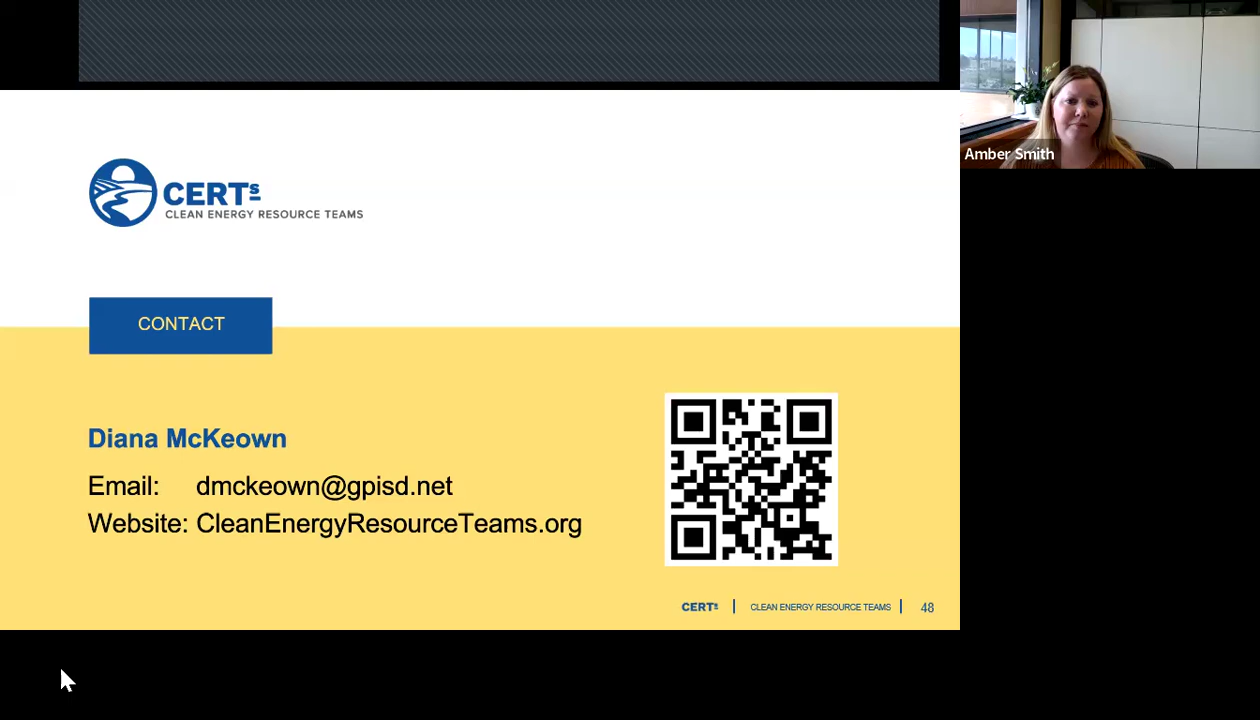 Amber Smith
CERTs
CLEAN ENERGY RESOURCE TEAMS
CONTACT
Diana McKeown
Email: dmckeown@gpisd.net
Website: CleanEnergyResourceTeams.org
CERTs | CLEAN ENERGY RESOURCE TEAMS | 48